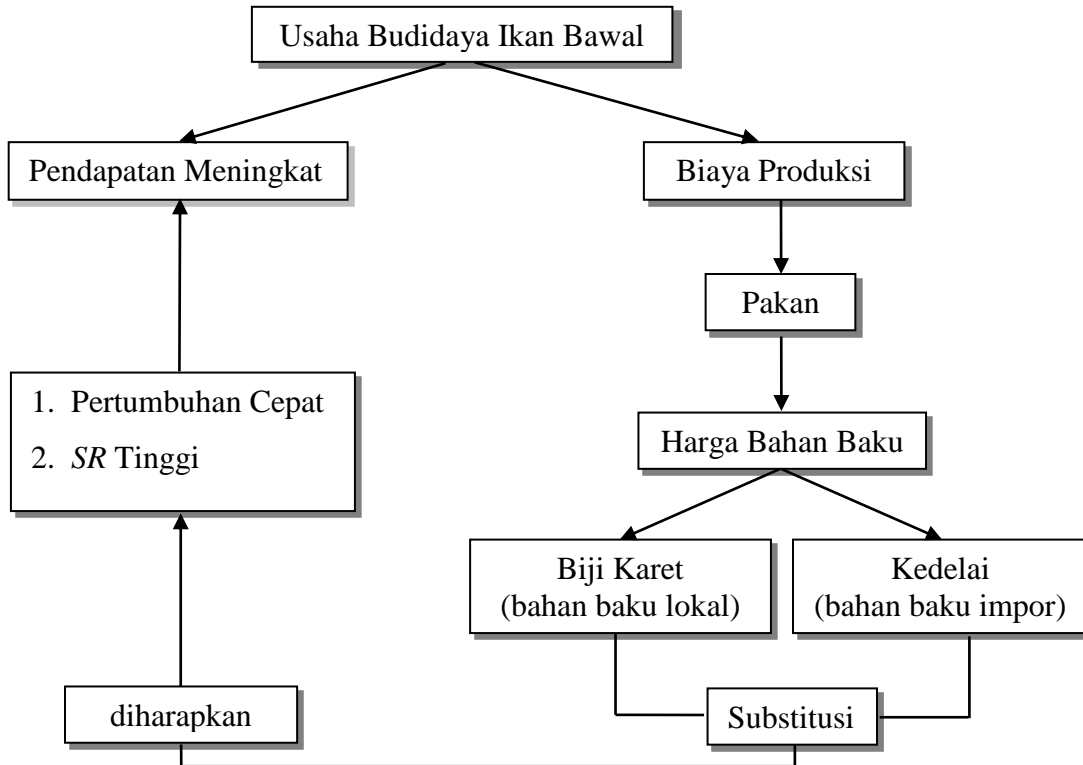 Usaha Budidaya Ikan Bawal
Pendapatan Meningkat
Biaya Produksi
Pakan
1. Pertumbuhan Cepat
2. SR Tinggi
Harga Bahan Baku
Biji Karet
(bahan baku lokal)
Kedelai
(bahan baku impor)
diharapkan
Substitusi